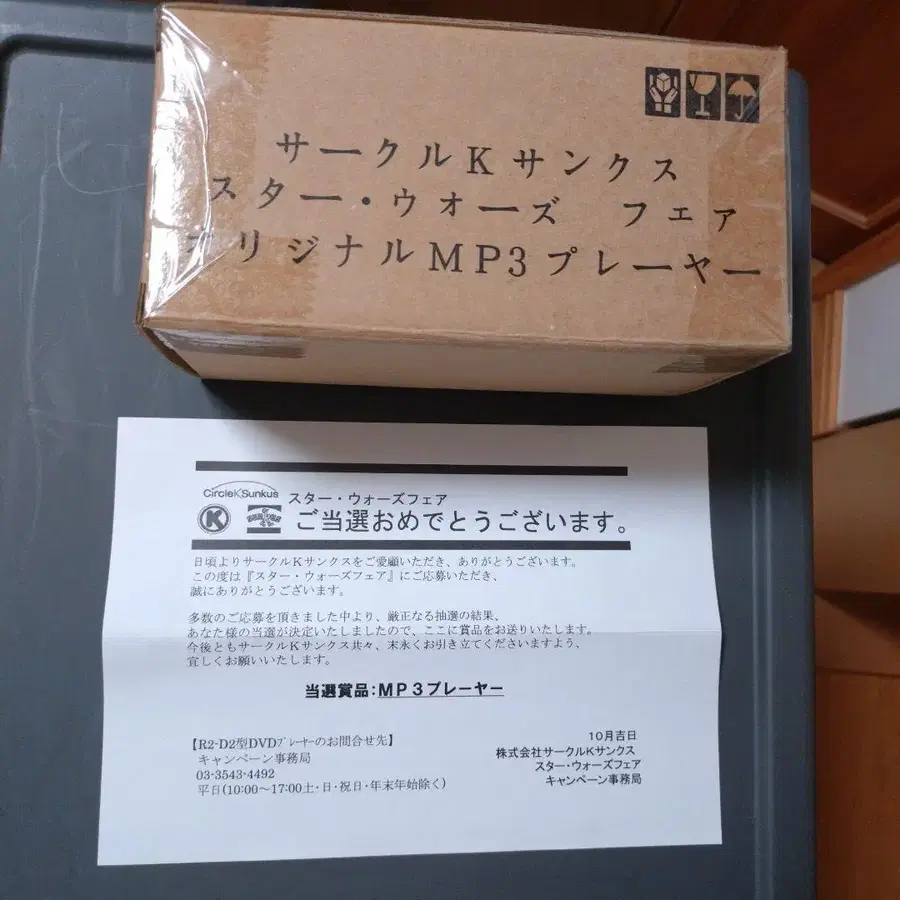 サークルK サンクス
スター・ウォーズ フェア
オリジナルMP3プレーヤー
CircleKSunkus
K
スター・ウォーズフェア
ご当選おめでとうございます。
日頃よりサークルKサンクスをご愛顧いただき、ありがとうございます。
この度は『スター・ウォーズフェア』にご応募いただき、
誠にありがとうございます。
多数のご応募を頂きました中より、厳正なる抽選の結果、
あなた様の当選が決定いたしましたので、ここに賞品をお送りいたします。
今後ともサークルKサンクス共々、末永くお引き立てくださいますよう、
宜しくお願いいたします。
当選賞品:MP3プレーヤー
【R2-D2型DVDプレーヤーのお問合せ先】
キャンペーン事務局
03-3543-4492
平日(10:00~17:00土・日・祝日・年末年始除く)
10月吉日
株式会社サークルKサンクス
スター・ウォーズフェア
キャンペーン事務局